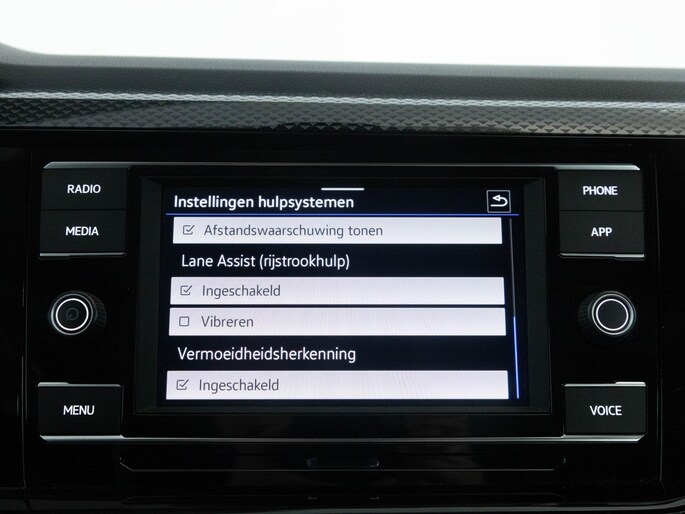 RADIO
MEDIA
MENU
Instellingen hulpsystemen
Afstandswaarschuwing tonen
Lane Assist (rijstrookhulp)
Ingeschakeld
Vibreren
Vermoeidheidsherkenning
Ingeschakeld
PHONE
APP
VOICE